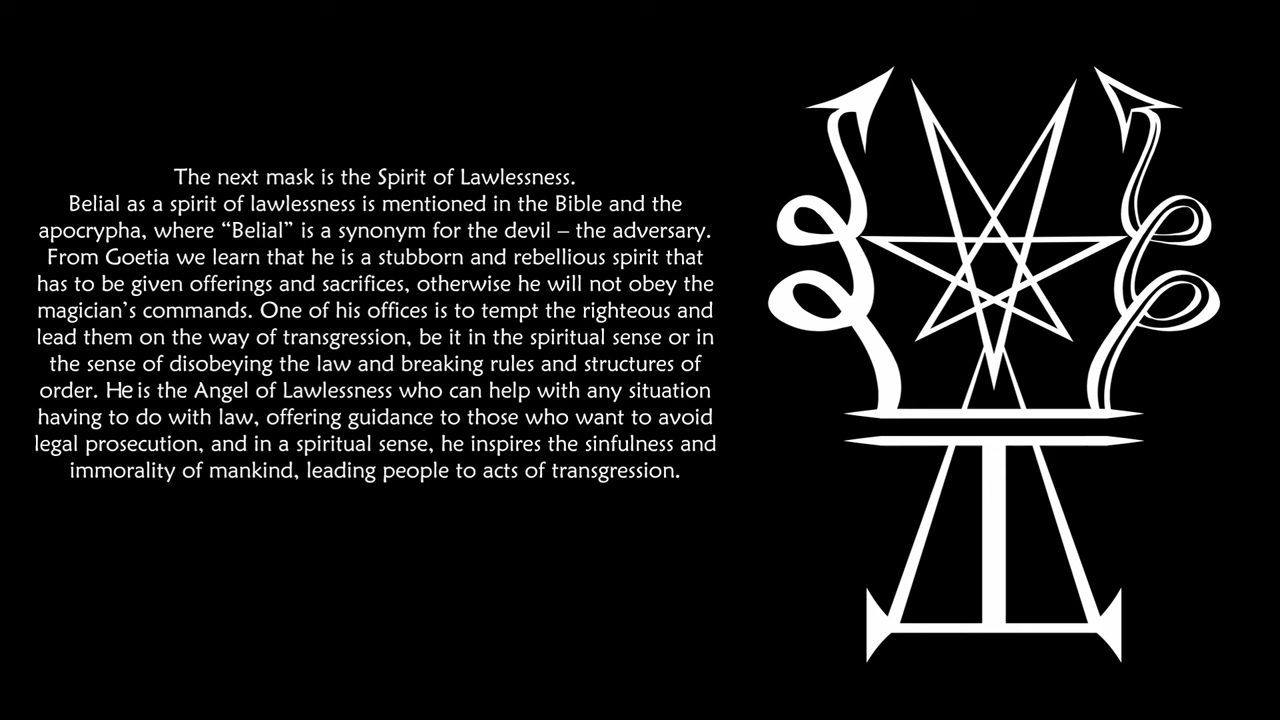 The next mask is the Spirit of Lawlessness.
Belial as a spirit of lawlessness is mentioned in the Bible and the
apocrypha, where “Belial” is a synonym for the devil – the adversary.
From Goetia we learn that he is a stubborn and rebellious spirit that
has to be given offerings and sacrifices, otherwise he will not obey the
magician’s commands. One of his offices is to tempt the righteous and
lead them on the way of transgression, be it in the spiritual sense or in
the sense of disobeying the law and breaking rules and structures of
order. He is the Angel of Lawlessness who can help with any situation
having to do with law, offering guidance to those who want to avoid
legal prosecution, and in a spiritual sense, he inspires the sinfulness and
immorality of mankind, leading people to acts of transgression.